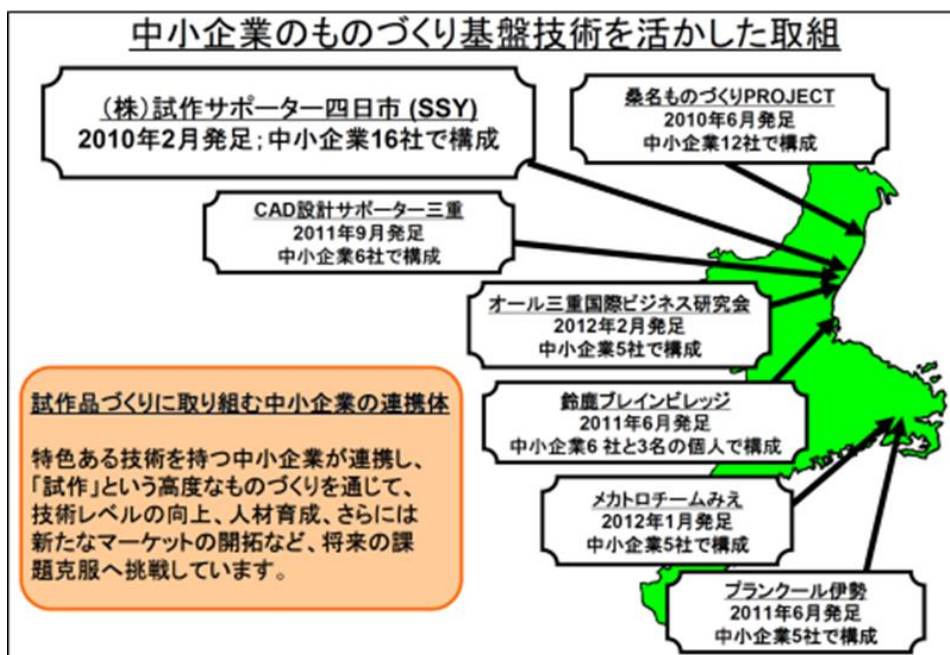 中小企業のものづくり基盤技術を活かした取組
（株）試作サポーター四日市 (SSY)
2010年2月発足；中小企業16社で構成
桑名ものづくりPROJECT
2010年6月発足
中小企業12社で構成
CAD設計サポーター三重
2011年9月発足
中小企業6社で構成
オール三重国際ビジネス研究会
2012年2月発足
中小企業5社で構成
鈴鹿ブレインビレッジ
2011年6月発足
中小企業6 社と3名の個人で構成
メカトロチームみえ
2012年1月発足
中小企業5社で構成
プランクール伊勢
2011年6月発足
中小企業5社で構成
試作品づくりに取り組む中小企業の連携体
特色ある技術を持つ中小企業が連携し、
「試作」という高度なものづくりを通じて、
技術レベルの向上、人材育成、さらには
新たなマーケットの開拓など、将来の課
題克服へ挑戦しています。